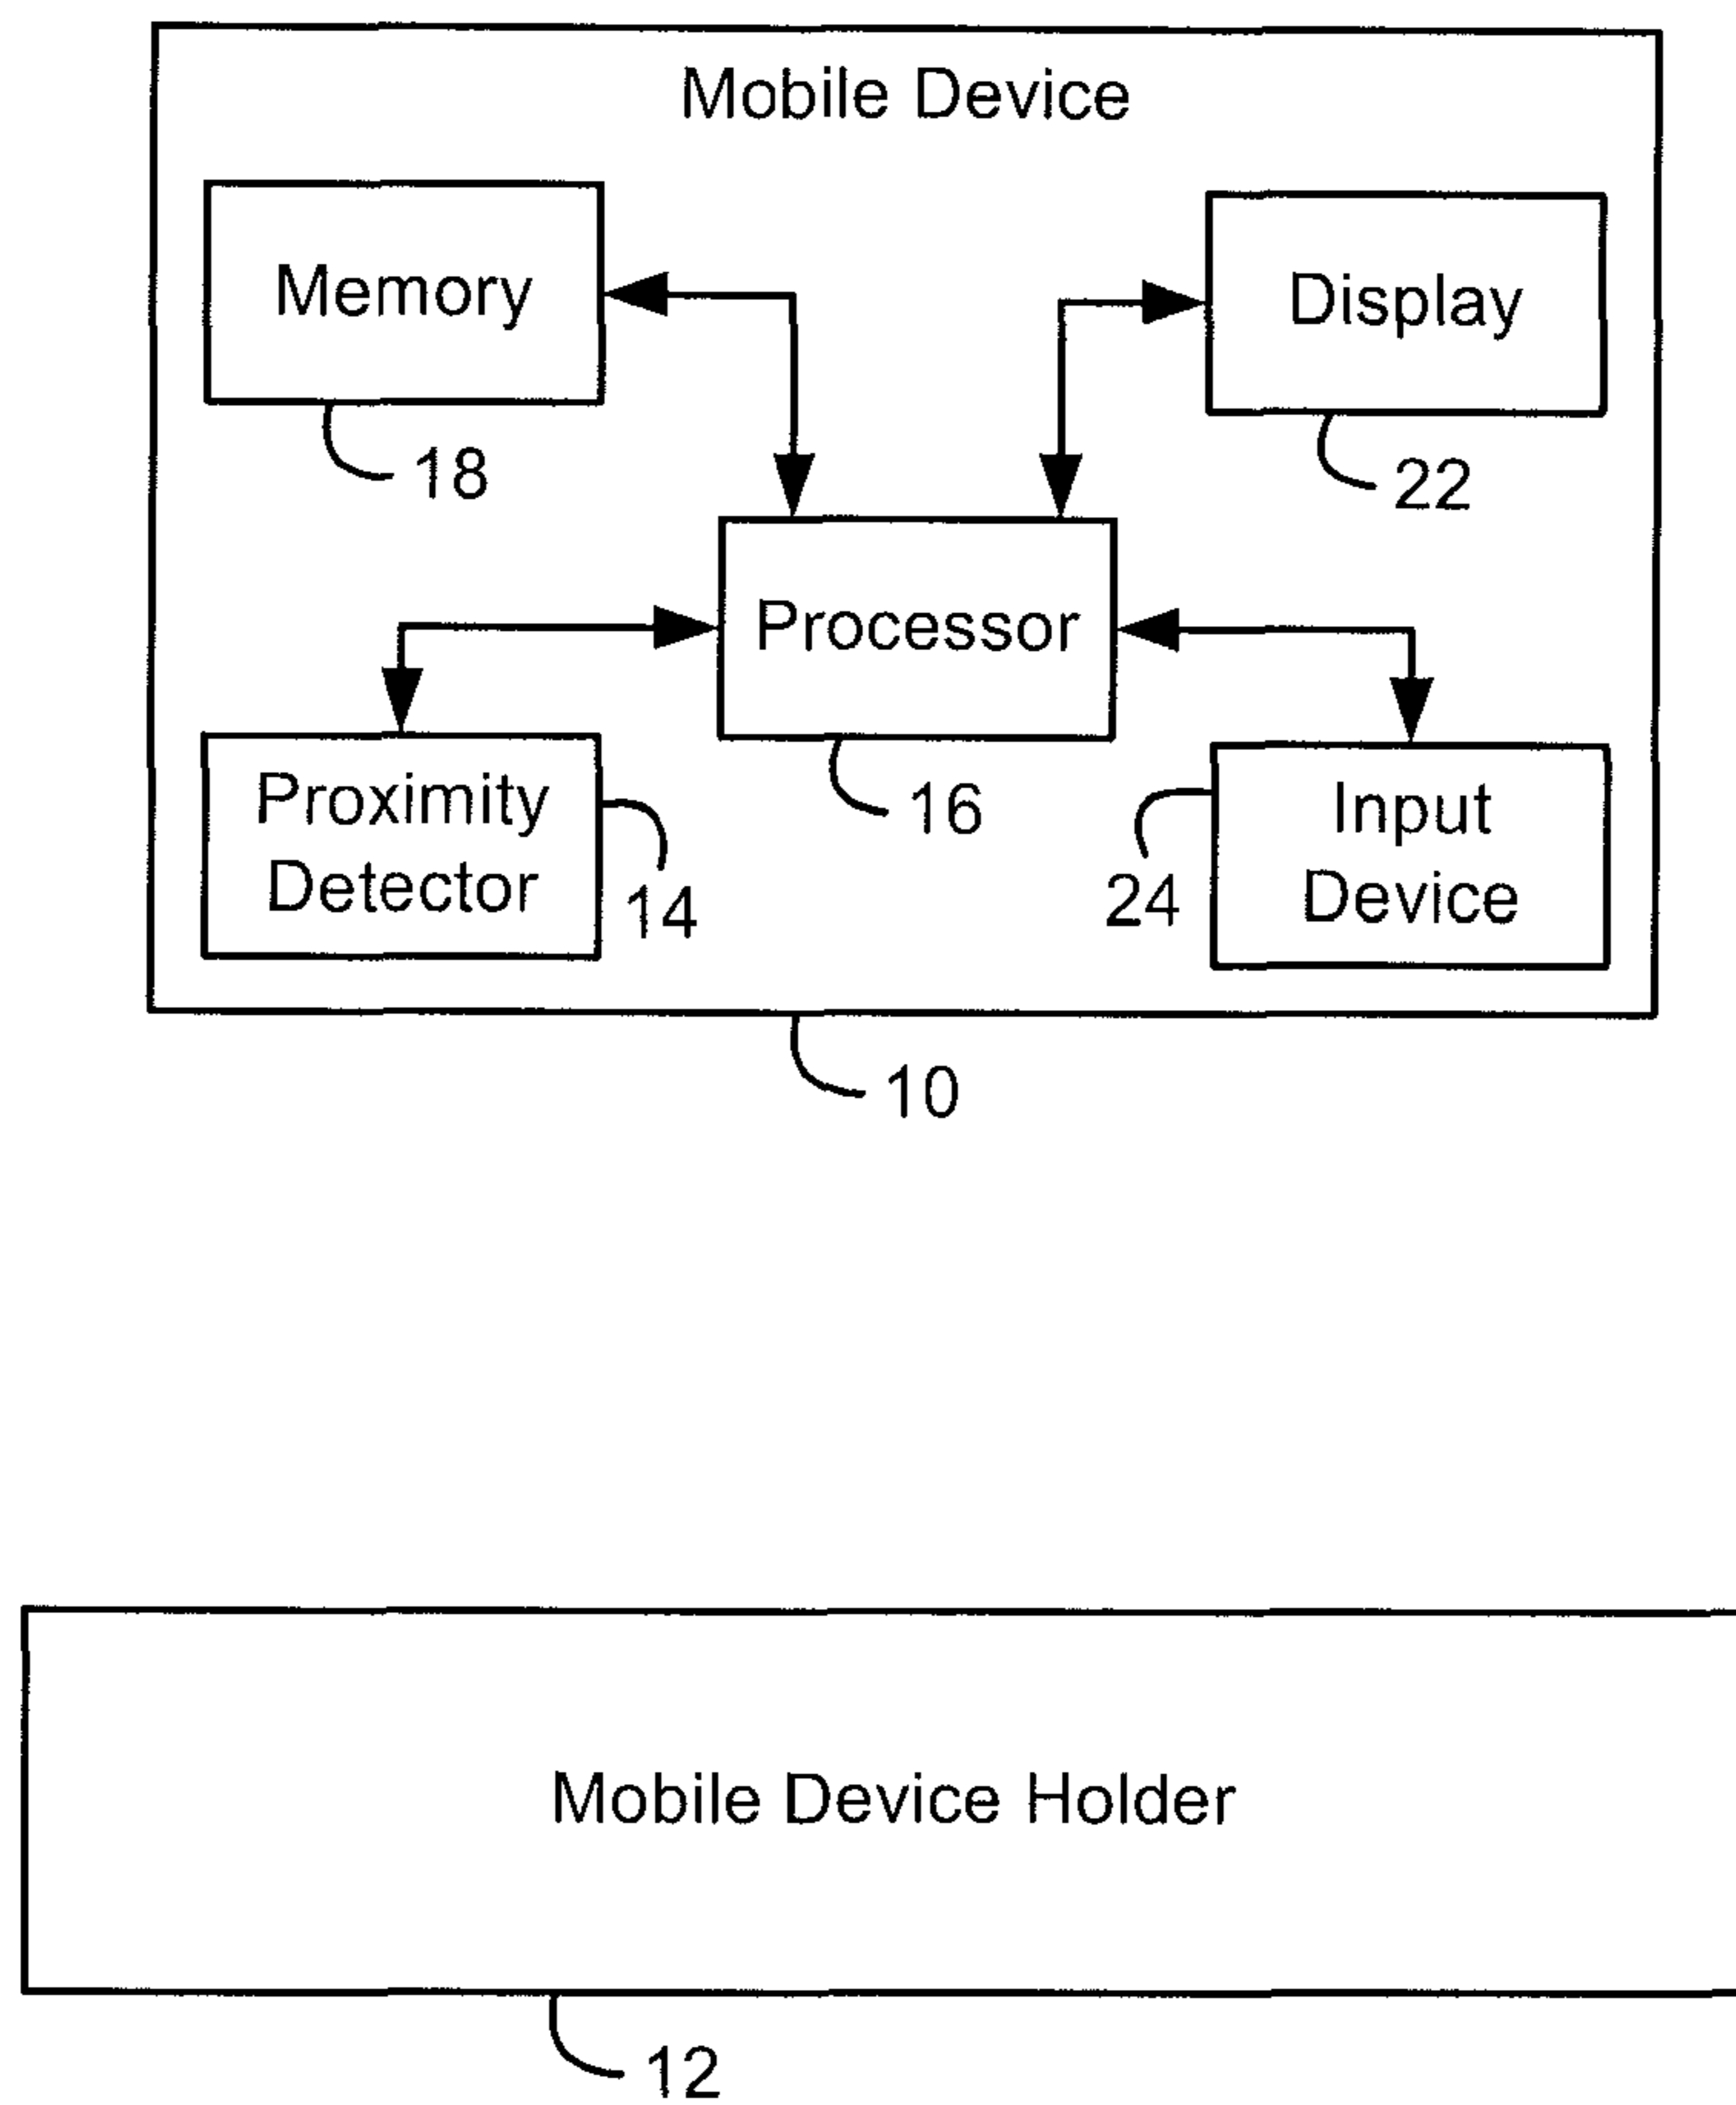 Mobile Device
Memory
Display
18
22
Processor
Proximity
Detector
16
Input
Device
14
24
10
Mobile Device Holder
12